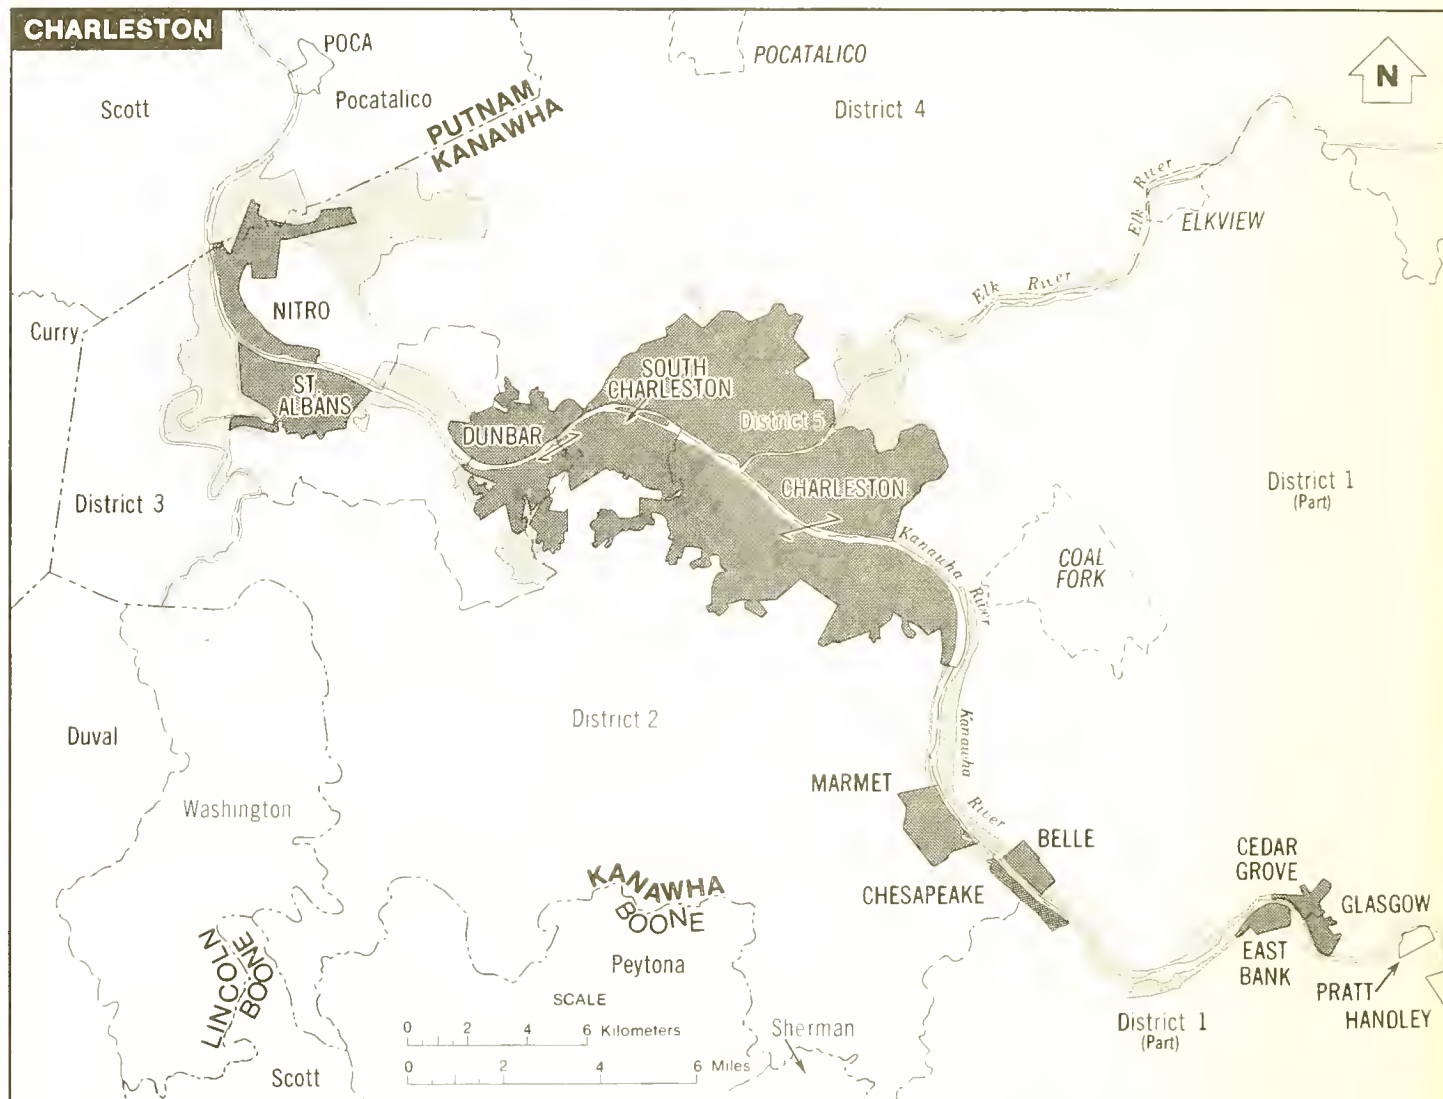 CHARLESTON
POCA
POCATALICO
N
Scott
Pocatalico
PUTNAM
KANAWHA
District 4
Elk River
ELKVIEW
Elk River
NITRO
Curry
ST.
ALBANS
SOUTH
CHARLESTON
DUNBAR
District 5
CHARLESTON
District 3
District 1
(Part)
Kanawha River
COAL
FORK
District 2
Duval
Kanawha River
MARMET
Washington
BELLE
CEDAR
GROVE
KANAWHA
BOONE
CHESAPEAKE
GLASGOW
LINCOLN
BOONE
Peytona
EAST
BANK
PRATT
HANDLEY
SCALE
0 2 4 6 Kilometers
0 2 4 6 Miles
Sherman
District 1
(Part)
Scott